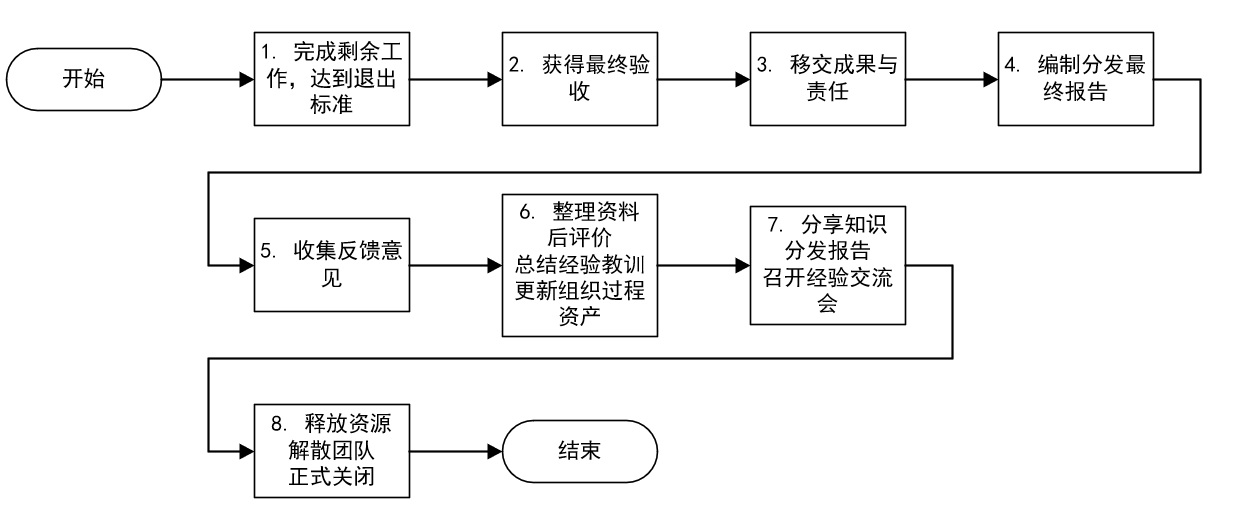 开始
1. 完成剩余工
作，达到退出
标准
2. 获得最终验
收
3. 移交成果与
责任
4. 编制分发最
终报告
5. 收集反馈意
见
6. 整理资料
后评价
总结经验教训
更新组织过程
资产
7. 分享知识
分发报告
召开经验交流
会
8. 释放资源
解散团队
正式关闭
结束